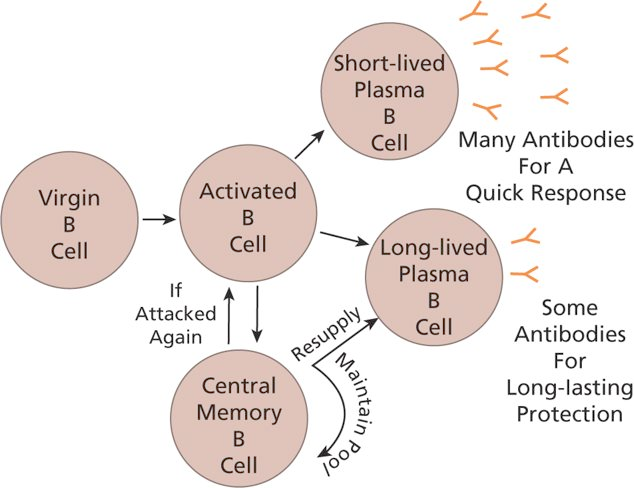 Short-lived
Plasma
B
Cell
Many Antibodies
For A
Quick Response
Virgin
B
Cell
Activated
B
Cell
Long-lived
Plasma
B
Cell
Some
Antibodies
For
Long-lasting
Protection
If
Attacked
Again
Resupply
Maintain Pool
Central
Memory
B
Cell